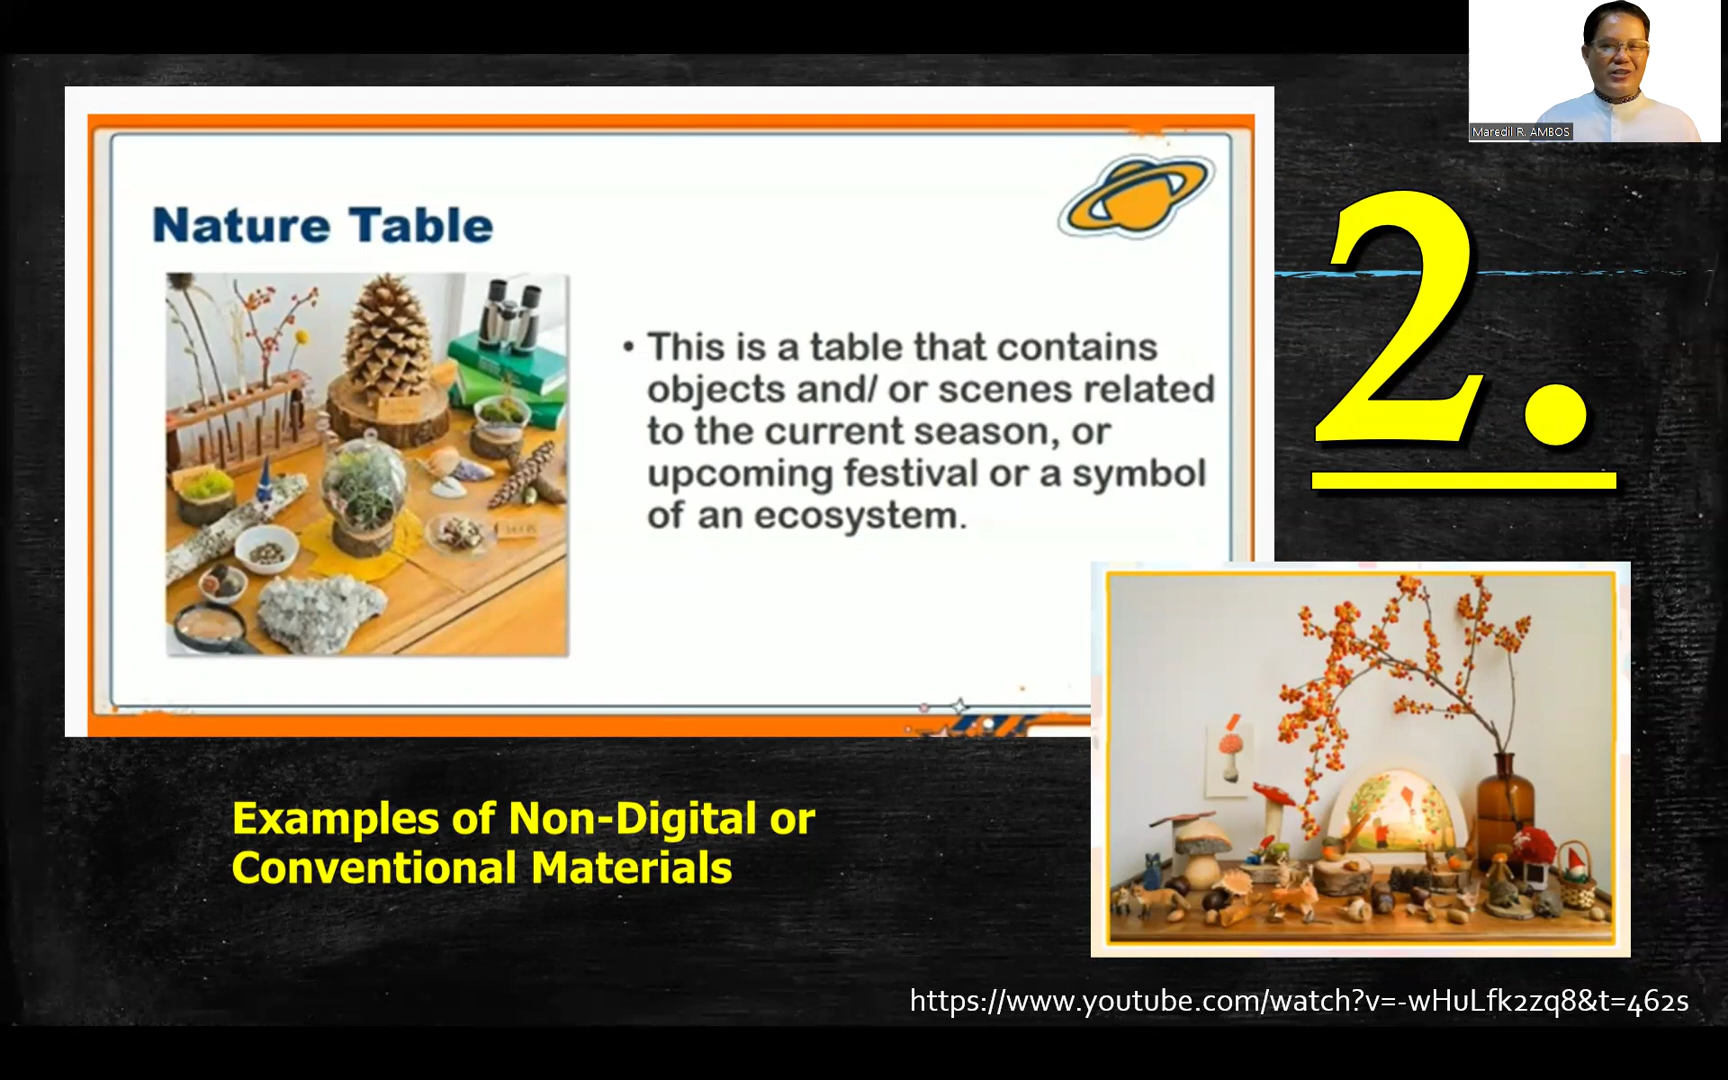 Maredil R. AMBOS
2.
Nature Table
• This is a table that contains
objects and/ or scenes related
to the current season, or
upcoming festival or a symbol
of an ecosystem.
Examples of Non-Digital or
Conventional Materials
https://www.youtube.com/watch?v=-wHuLfk2zq8&t=462s